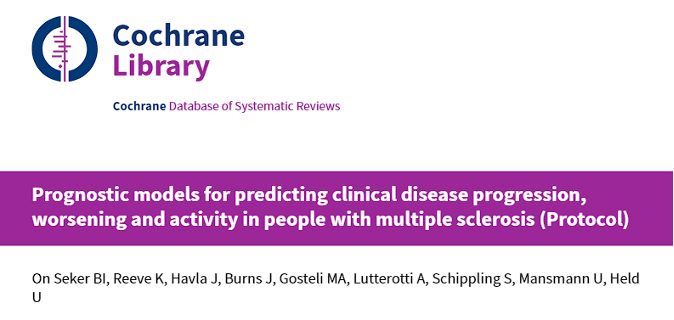 Cochrane
Library
Cochrane Database of Systematic Reviews
Prognostic models for predicting clinical disease progression,
worsening and activity in people with multiple sclerosis (Protocol)
On Seker BI, Reeve K, Havla J, Burns J, Gosteli MA, Lutterotti A, Schippling S, Mansmann U, Held
U